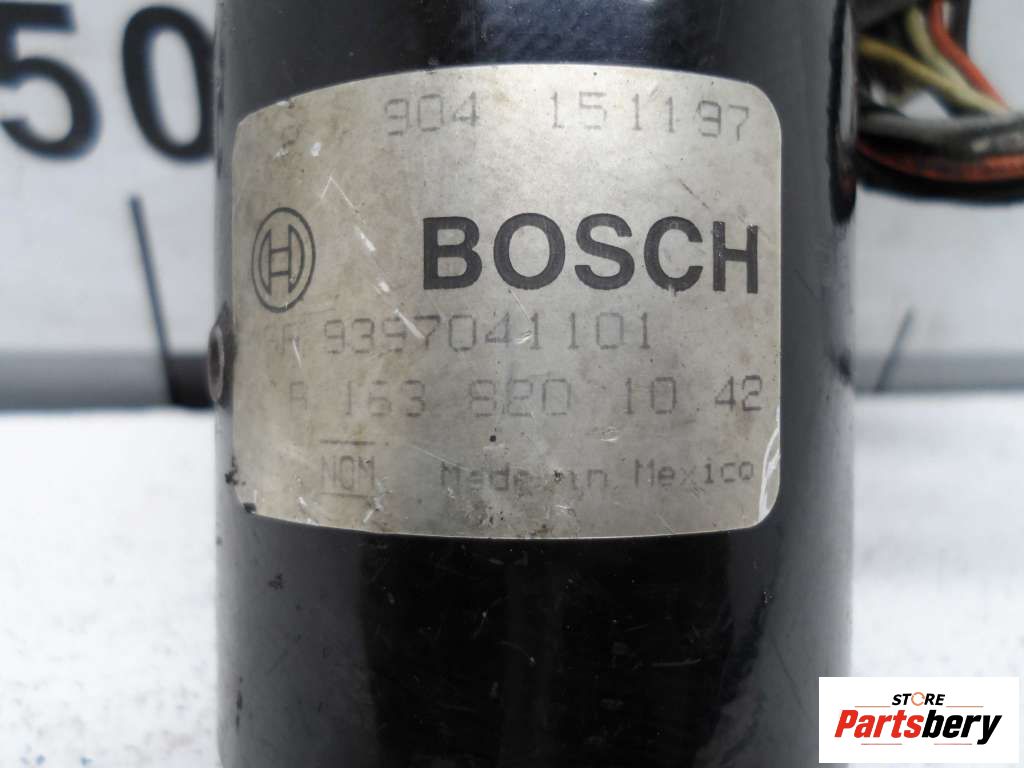 50
904 151197
BOSCH
9397041101
163 820 10 42
NOM Made in Mexico
STORE
Partsbery